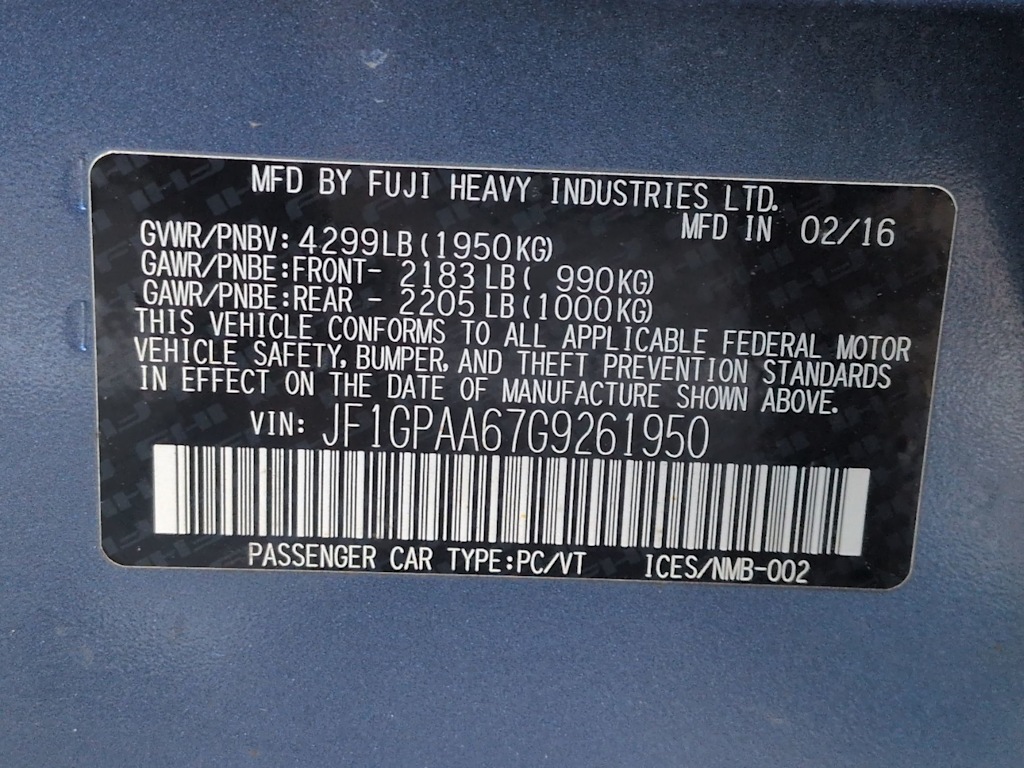 MFD BY FUJI HEAVY INDUSTRIES LTD.
MFD IN 02/16
GVWR/PNBV: 4299LB(1950KG)
GAWR/PNBE:FRONT- 2183 LB( 990KG)
GAWR/PNBE:REAR - 2205 LB(1000KG)
THIS VEHICLE CONFORMS TO ALL APPLICABLE FEDERAL MOTOR
VEHICLE SAFETY, BUMPER, AND THEFT PREVENTION STANDARDS
IN EFFECT ON THE DATE OF MANUFACTURE SHOWN ABOVE.
VIN: JF1GPAA67G9261950
PASSENGER CAR TYPE:PC/VT ICES/NMB-002